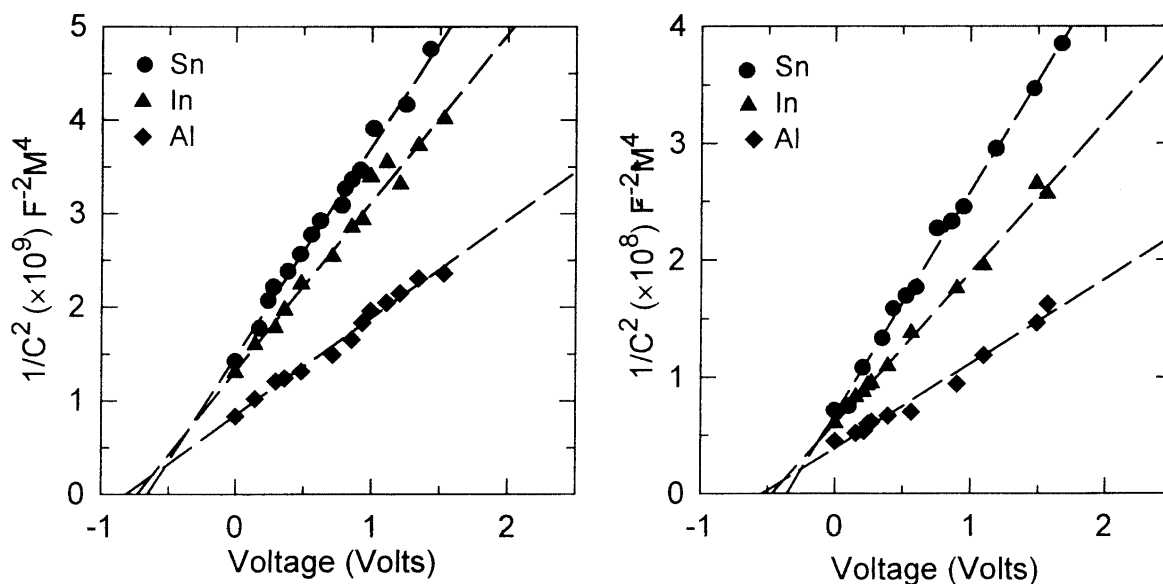 1/C² (×10⁹) F⁻²M⁴
5
4
3
2
1
0
Sn
In
Al
-1 0 1 2
Voltage (Volts)
1/C² (×10⁸) F⁻²M⁴
4
3
2
1
0
Sn
In
Al
-1 0 1 2
Voltage (Volts)